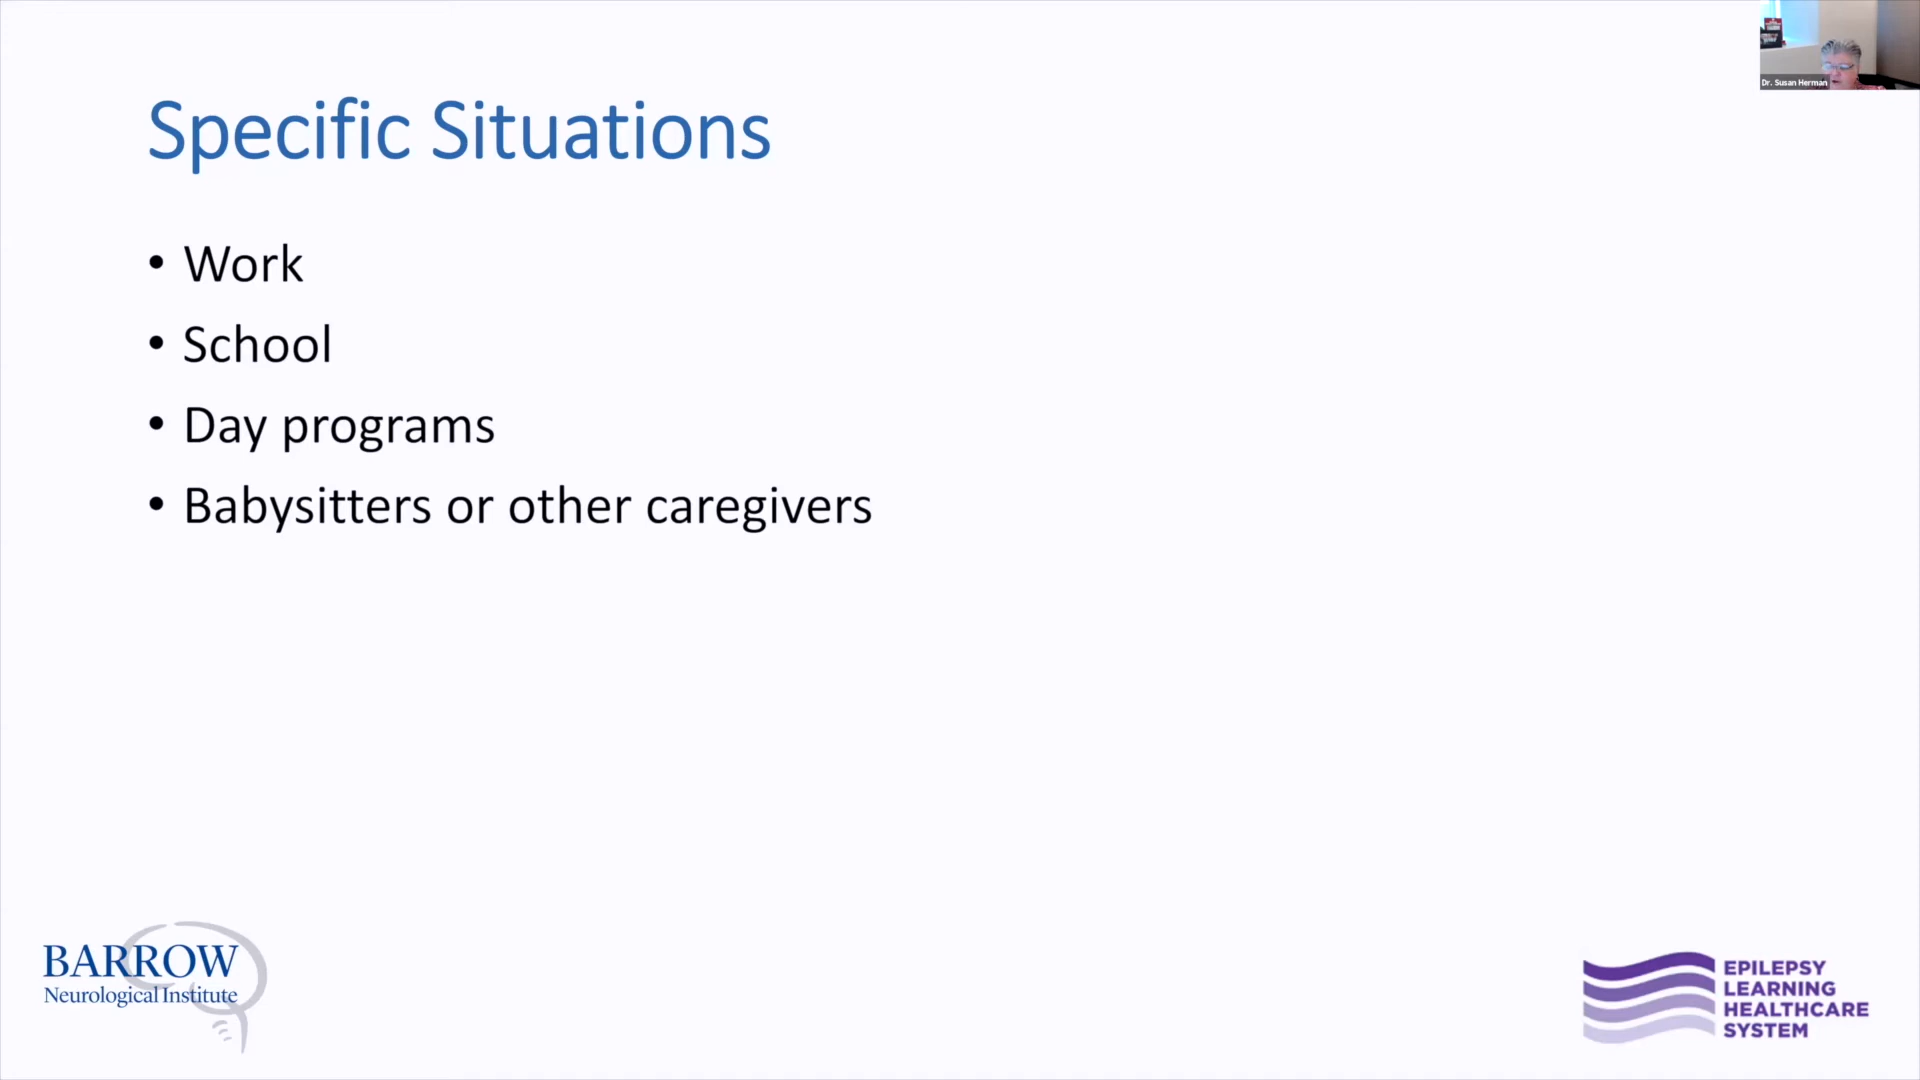 Dr. Susan Herman
Specific Situations
• Work
• School
• Day programs
• Babysitters or other caregivers
BARROW
Neurological Institute
EPILEPSY
LEARNING
HEALTHCARE
SYSTEM